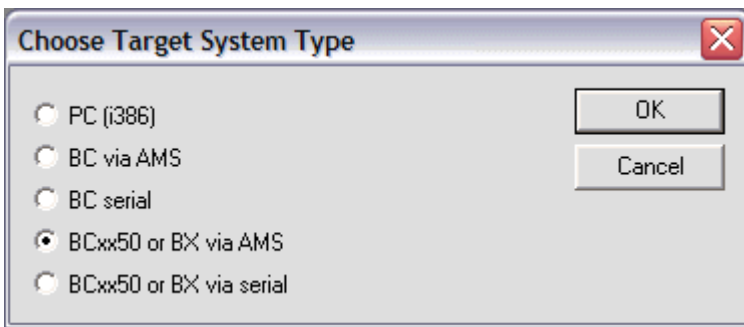 Choose Target System Type
PC (i386)
OK
BC via AMS
Cancel
BC serial
BCxx50 or BX via AMS
BCxx50 or BX via serial